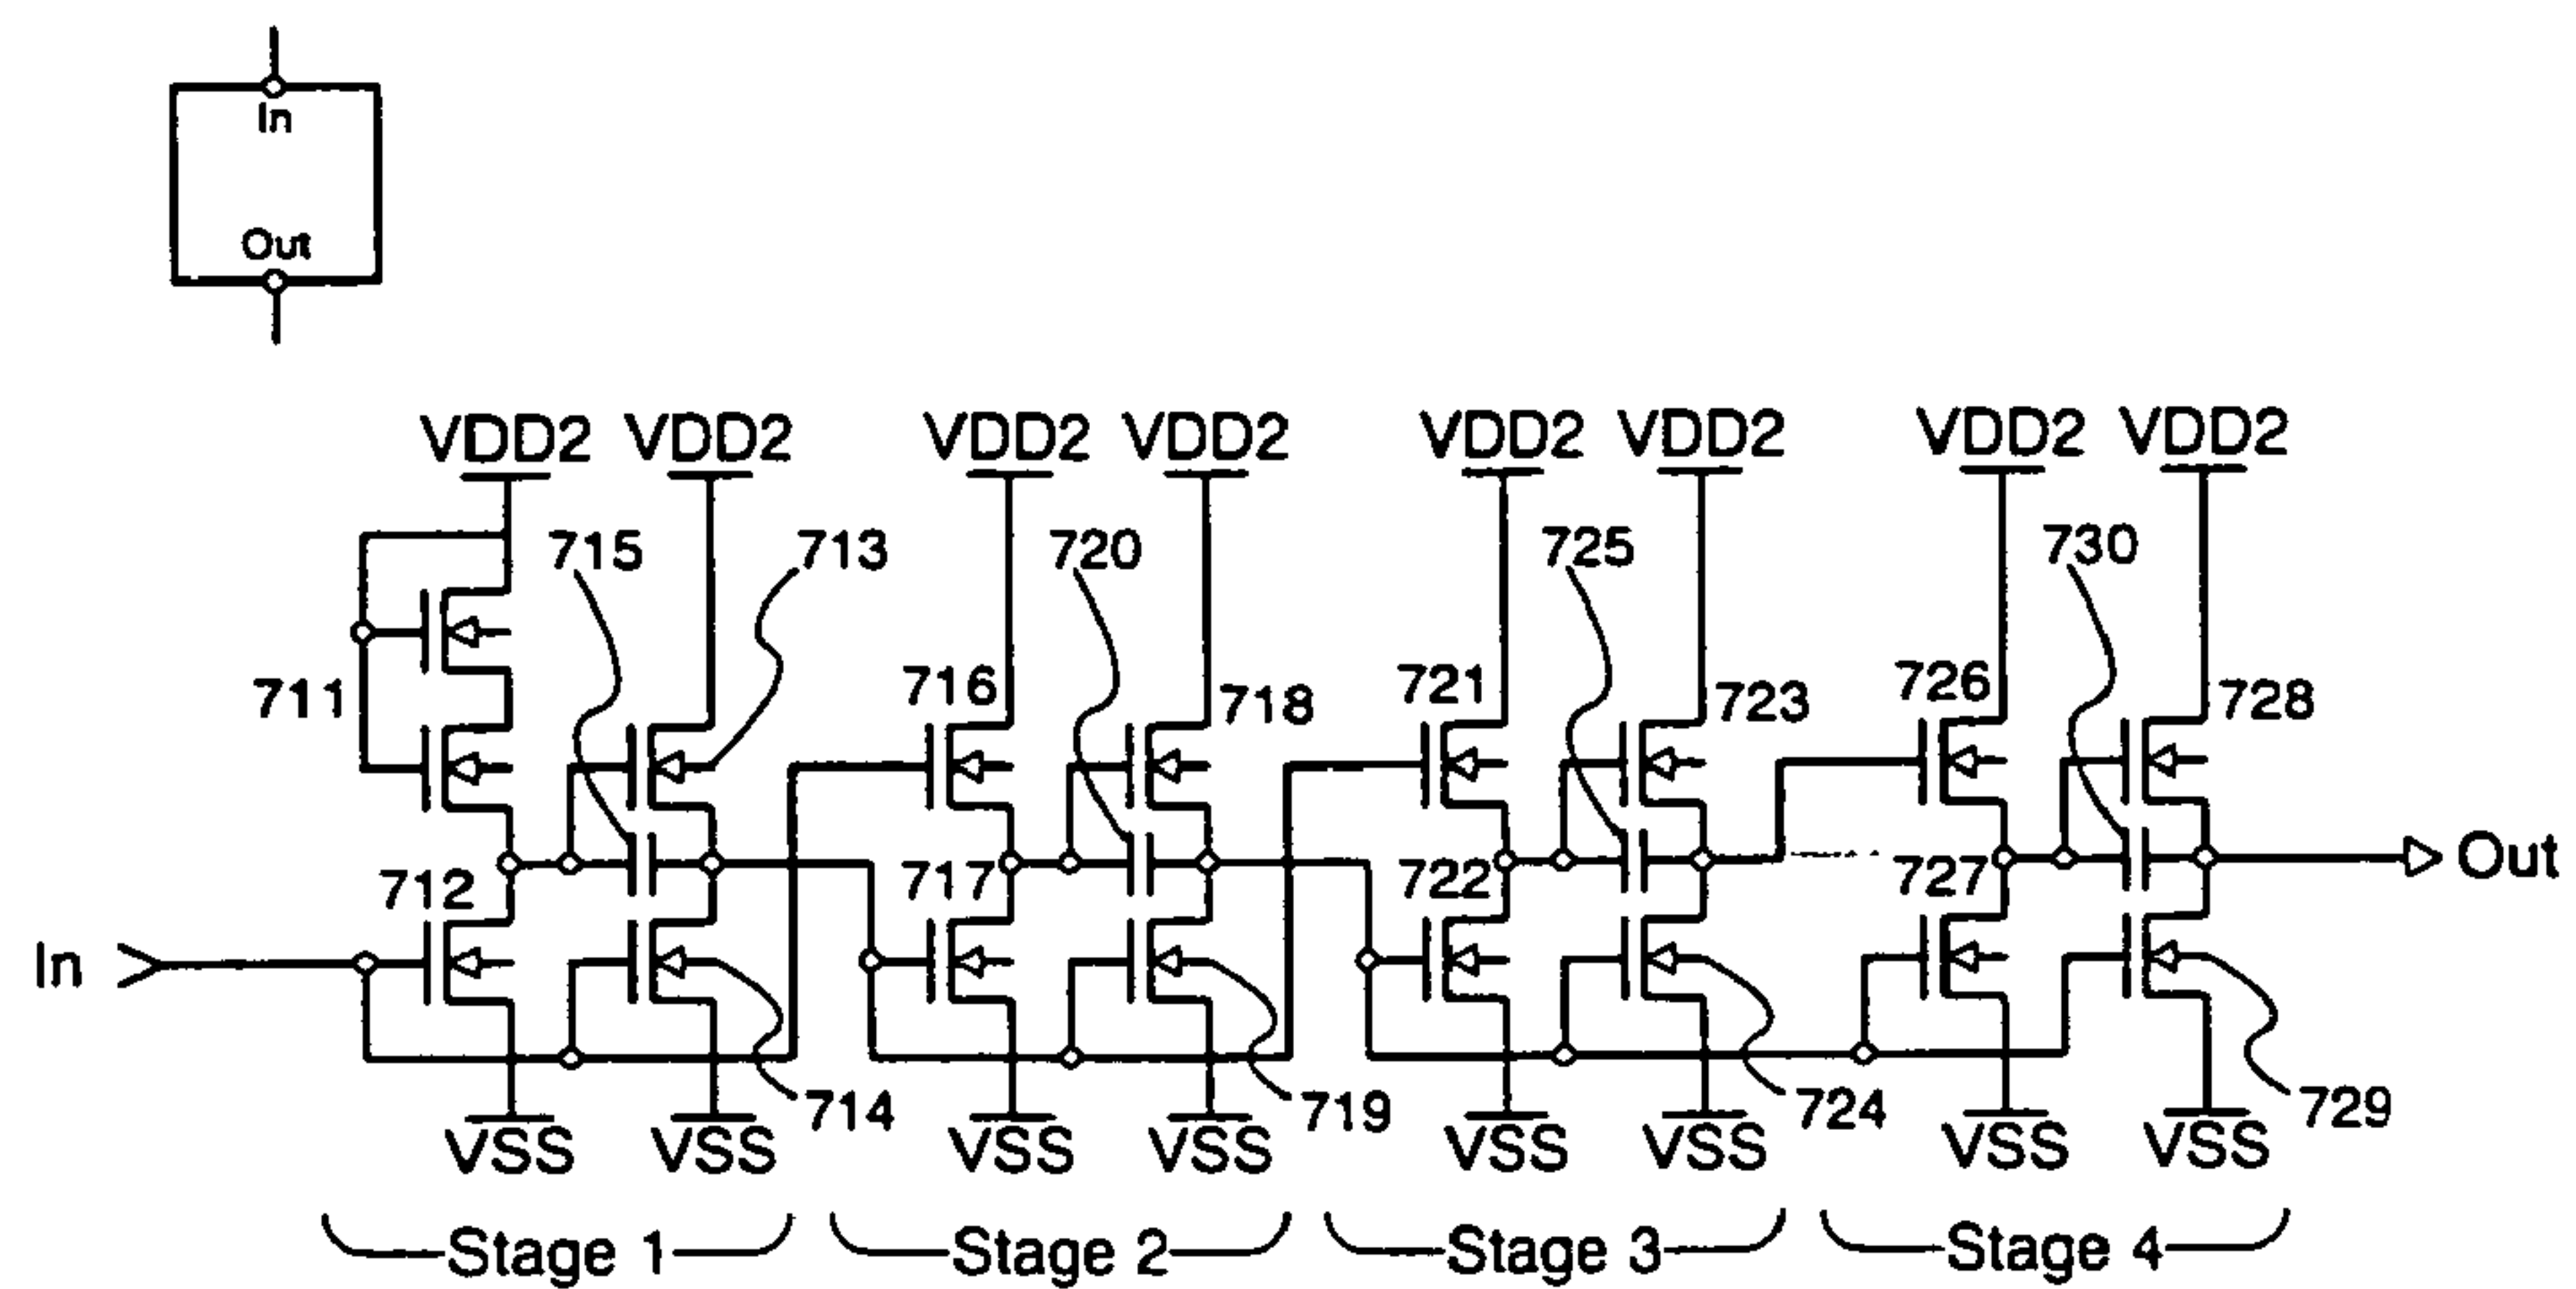 In
Out
VDD2 VDD2 VDD2 VDD2 VDD2 VDD2 VDD2 VDD2
715 713 720 725 730
711 716 718 721 723 726 728
712 717 722 727 Out
In
714 719 724 729
VSS VSS VSS VSS VSS VSS VSS VSS
Stage 1 Stage 2 Stage 3 Stage 4